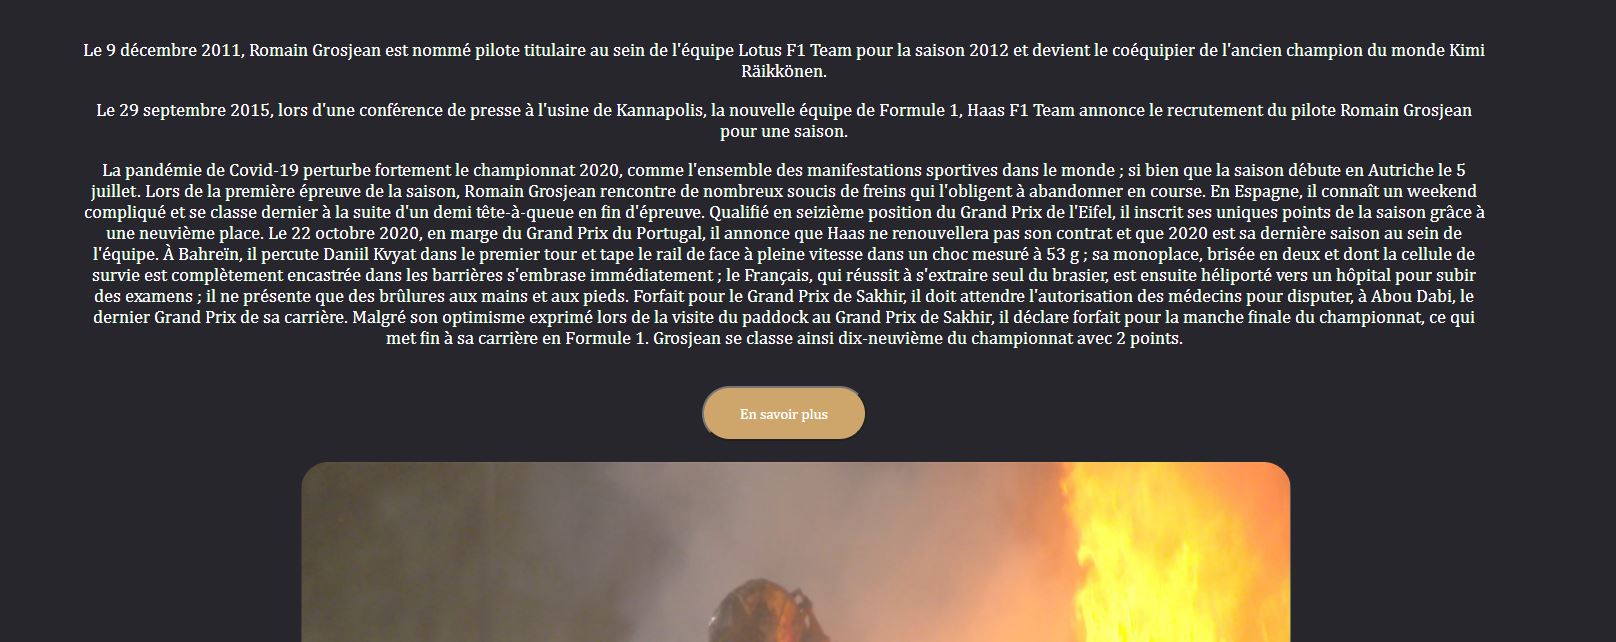 Le 9 décembre 2011, Romain Grosjean est nommé pilote titulaire au sein de l'équipe Lotus F1 Team pour la saison 2012 et devient le coéquipier de l'ancien champion du monde Kimi
Räikkönen.
Le 29 septembre 2015, lors d'une conférence de presse à l'usine de Kannapolis, la nouvelle équipe de Formule 1, Haas F1 Team annonce le recrutement du pilote Romain Grosjean
pour une saison.
La pandémie de Covid-19 perturbe fortement le championnat 2020, comme l'ensemble des manifestations sportives dans le monde ; si bien que la saison débute en Autriche le 5
juillet. Lors de la première épreuve de la saison, Romain Grosjean rencontre de nombreux soucis de freins qui l'obligent à abandonner en course. En Espagne, il connaît un weekend
compliqué et se classe dernier à la suite d'un demi tête-à-queue en fin d'épreuve. Qualifié en seizième position du Grand Prix de l'Eifel, il inscrit ses uniques points de la saison grâce à
une neuvième place. Le 22 octobre 2020, en marge du Grand Prix du Portugal, il annonce que Haas ne renouvellera pas son contrat et que 2020 est sa dernière saison au sein de
l'équipe. À Bahreïn, il percute Daniil Kvyat dans le premier tour et tape le rail de face à pleine vitesse dans un choc mesuré à 53 g ; sa monoplace, brisée en deux et dont la cellule de
survie est complètement encastrée dans les barrières s'embrase immédiatement ; le Français, qui réussit à s'extraire seul du brasier, est ensuite héliporté vers un hôpital pour subir
des examens ; il ne présente que des brûlures aux mains et aux pieds. Forfait pour le Grand Prix de Sakhir, il doit attendre l'autorisation des médecins pour disputer, à Abou Dabi, le
dernier Grand Prix de sa carrière. Malgré son optimisme exprimé lors de la visite du paddock au Grand Prix de Sakhir, il déclare forfait pour la manche finale du championnat, ce qui
met fin à sa carrière en Formule 1. Grosjean se classe ainsi dix-neuvième du championnat avec 2 points.
En savoir plus